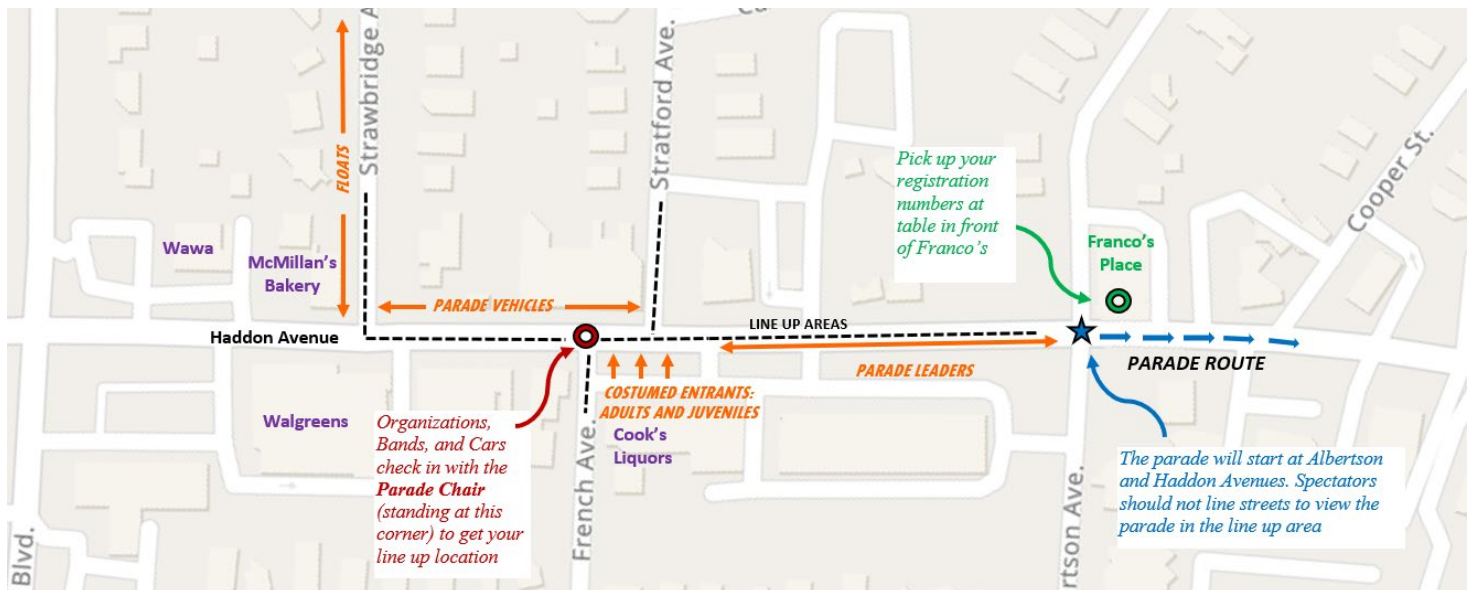 Strawbridge A
Stratford Ave.
Ca
FLOATS
Cooper St.
Pick up your
registration
numbers at
table in front
of Franco's
Franco's
Place
Wawa
McMillan's
Bakery
PARADE VEHICLES
Haddon Avenue
LINE UP AREAS
PARADE LEADERS
PARADE ROUTE
COSTUMED ENTRANTS:
ADULTS AND JUVENILES
Walgreens
Organizations,
Bands, and Cars
check in with the
Parade Chair
(standing at this
corner) to get your
line up location
Cook's
Liquors
French Ave.
The parade will start at Albertson
and Haddon Avenues. Spectators
should not line streets to view the
parade in the line up area
rtson Ave.
Blvd.